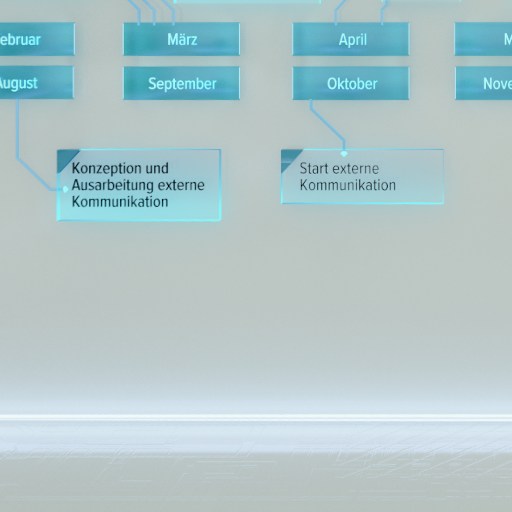 ebruar
März
April
M
August
September
Oktober
Nove
Konzeption und
Ausarbeitung externe
Kommunikation
Start externe
Kommunikation